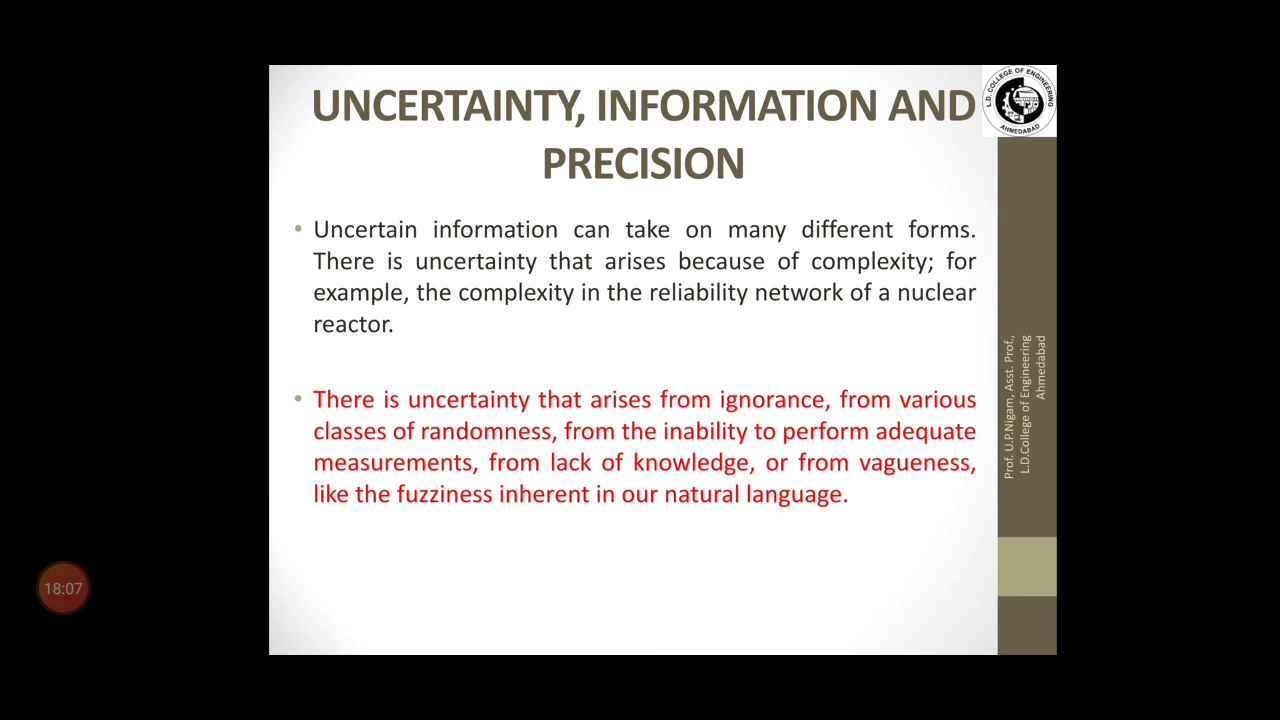 UNCERTAINTY, INFORMATION AND
PRECISION
L.D. COLLEGE OF ENGINEERING
AHMEDABAD
• Uncertain information can take on many different forms.
There is uncertainty that arises because of complexity; for
example, the complexity in the reliability network of a nuclear
reactor.
• There is uncertainty that arises from ignorance, from various
classes of randomness, from the inability to perform adequate
measurements, from lack of knowledge, or from vagueness,
like the fuzziness inherent in our natural language.
Prof. U.P.Nigam, Asst. Prof.,
L.D.College of Engineering
Ahmedabad
18:07